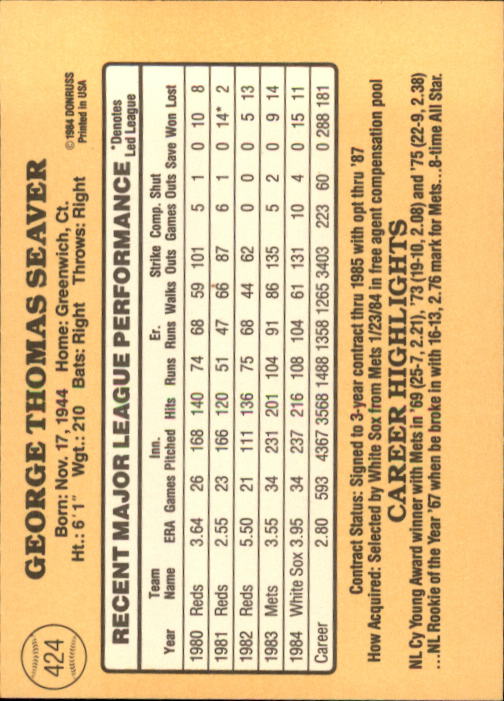 424
GEORGE THOMAS SEAVER
Born: Nov. 17, 1944 Home: Greenwich, Ct.
Ht.: 6'1" Wgt.: 210 Bats: Right Throws: Right
© 1984 DONRUSS
Printed in USA
RECENT MAJOR LEAGUE PERFORMANCE *Denotes Led League
Year Team Name ERA Games Inn. Pitched Hits Runs Er. Runs Walks Strike Outs Comp. Games Shut Outs Save Won Lost
1980 Reds 3.64 26 168 140 74 68 59 101 5 1 0 10 8
1981 Reds 2.55 23 166 120 51 47 66 87 6 1 0 14* 2
1982 Reds 5.50 21 111 136 75 68 44 62 0 0 0 5 13
1983 Mets 3.55 34 231 201 104 91 86 135 5 2 0 9 14
1984 White Sox 3.95 34 237 216 108 104 61 131 10 4 0 15 11
Career 2.80 593 4367 3568 1488 1358 1265 3403 223 60 0 288 181
Contract Status: Signed to 3-year contract thru 1985 with opt thru '87
How Acquired: Selected by White Sox from Mets 1/23/84 in free agent compensation pool
CAREER HIGHLIGHTS
NL Cy Young Award winner with Mets in '69 (25-7, 2.21), '73 (19-10, 2.08) and '75 (22-9, 2.38)
...NL Rookie of the Year '67 when be broke in with 16-13, 2.76 mark for Mets...8-time All Star.